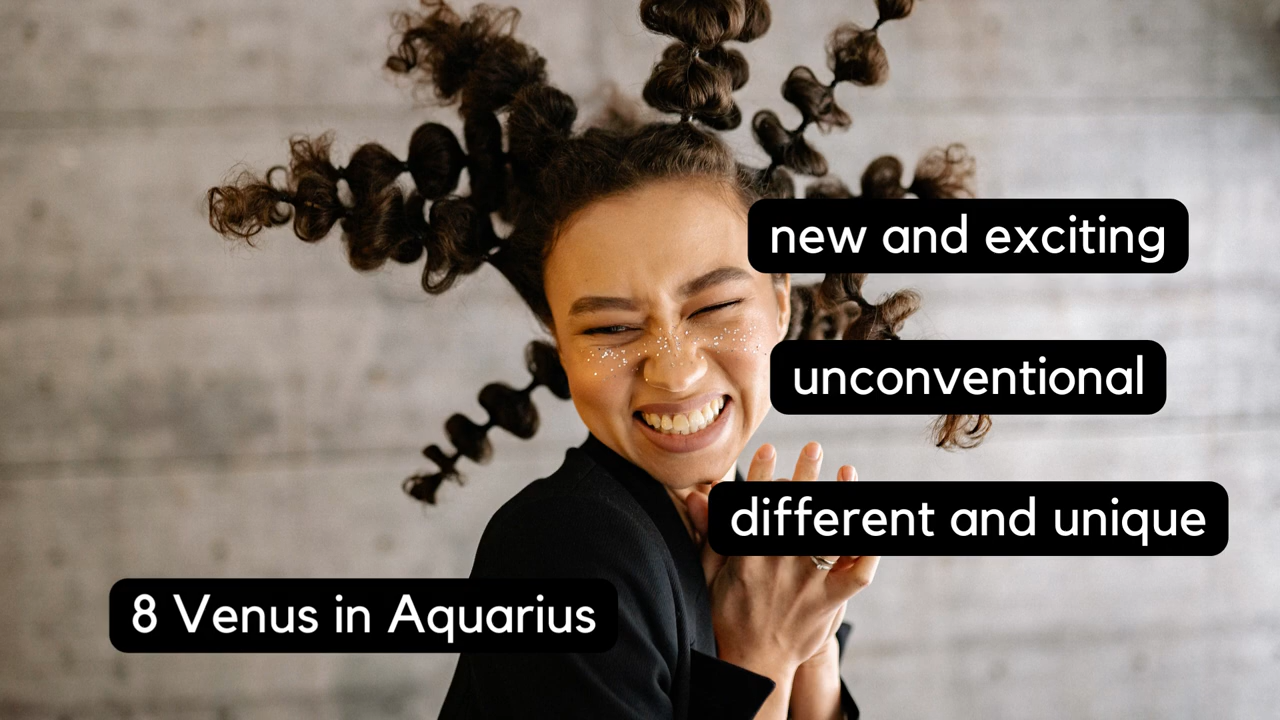 new and exciting
unconventional
different and unique
8 Venus in Aquarius